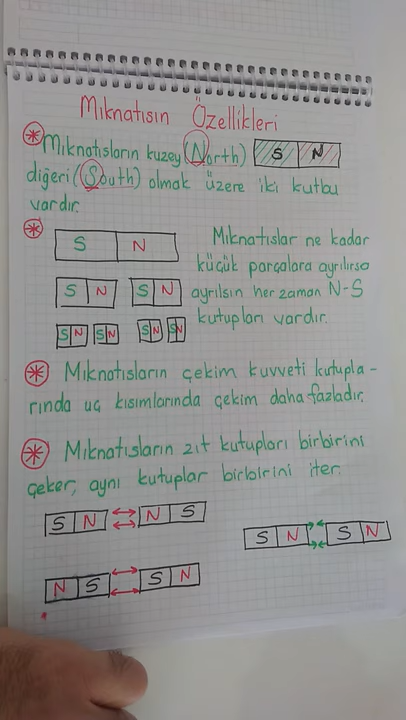 Mıknatısın Özellikleri
* Mıknatısların kuzey (North) S N
diğeri (South) olmak üzere iki kutbu
vardır.
* S N Mıknatıslar ne kadar
küçük parçalara ayrılırsa
S N S N ayrılsın her zaman N-S
kutupları vardır.
S N S N S N S N
* Mıknatısların çekim kuvveti kutupla-
rında uç kısımlarında çekim daha fazladır.
* Mıknatısların zıt kutupları birbirini
çeker, aynı kutuplar birbirini iter.
S N N S
S N S N
N S S N